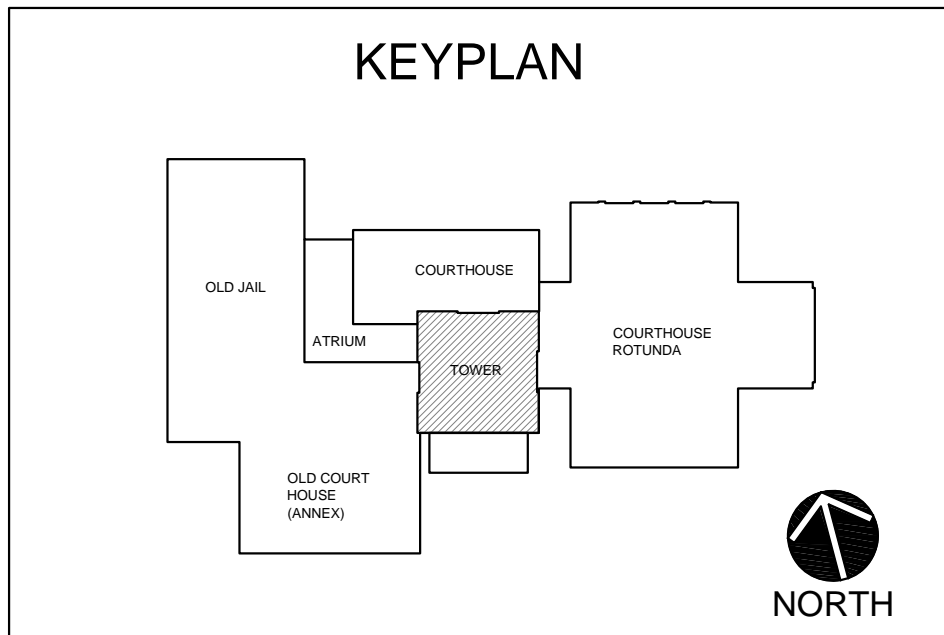 KEYPLAN
OLD JAIL
COURTHOUSE
ATRIUM
TOWER
COURTHOUSE
ROTUNDA
OLD COURT
HOUSE
(ANNEX)
NORTH